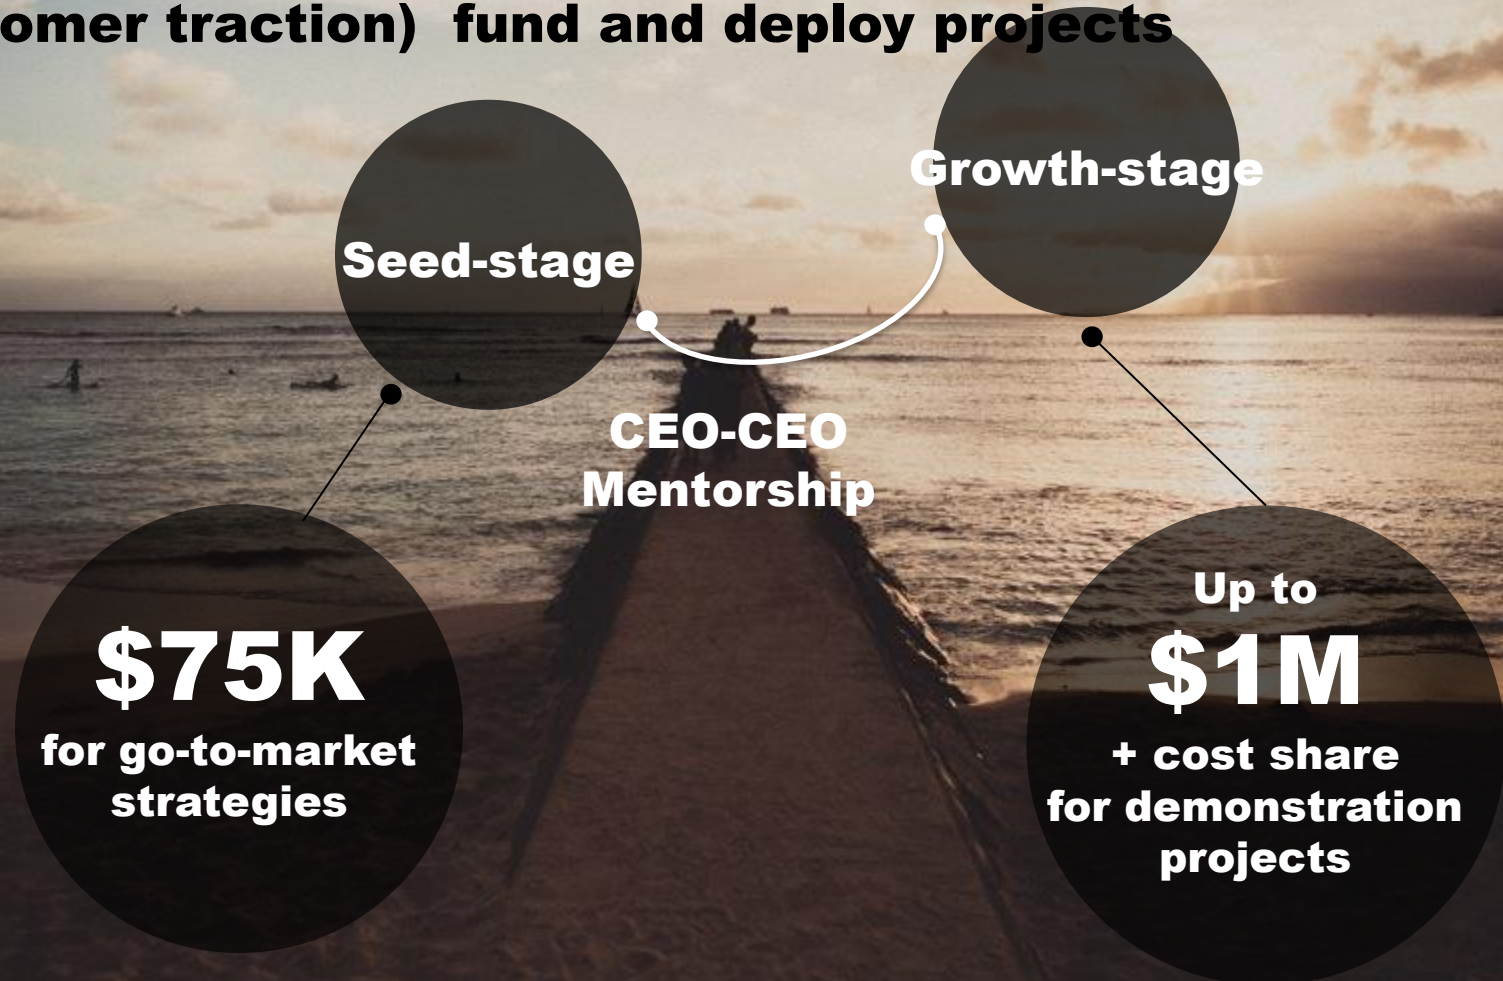 omer traction)  fund and deploy projects
Growth-stage
Seed-stage
CEO-CEO
Mentorship
$75K
for go-to-market
strategies
Up to
$1M
+ cost share
for demonstration
projects